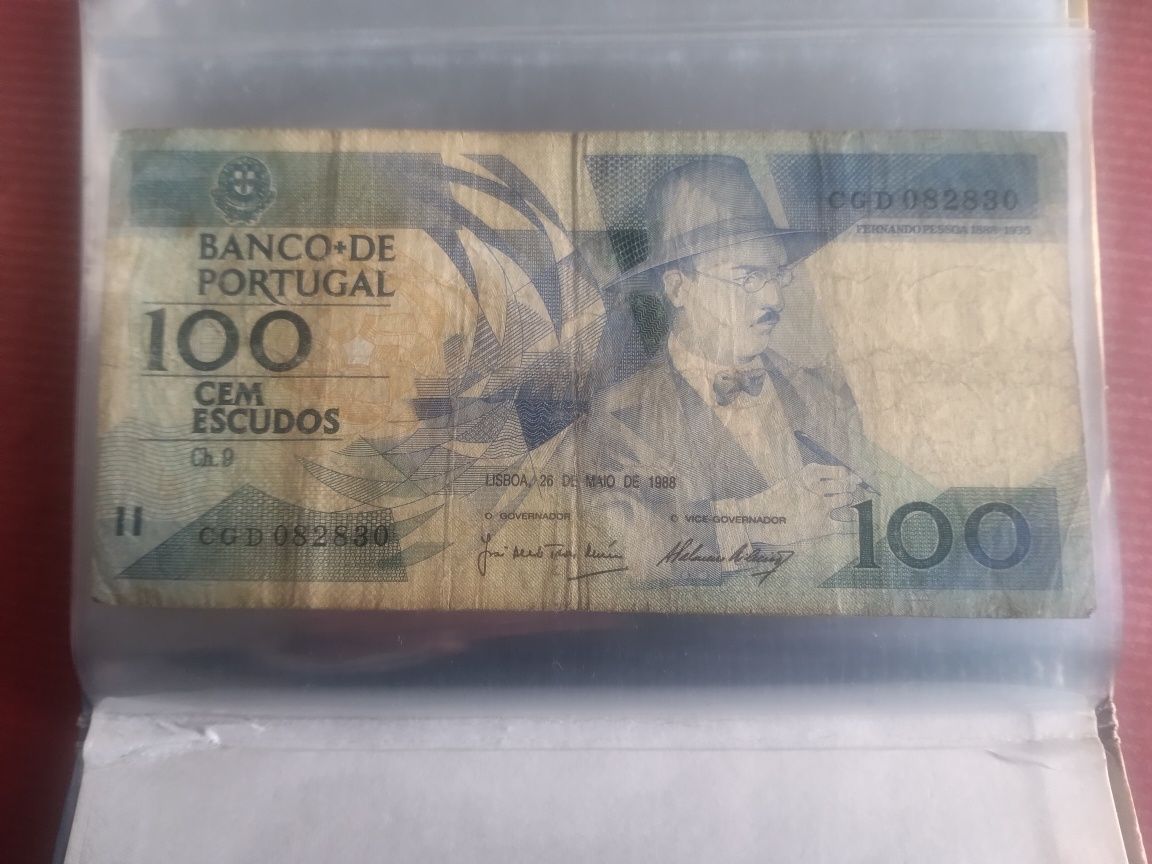 CGD 082830
FERNANDO PESSOA 1888-1935
BANCO+DE
PORTUGAL
100
CEM
ESCUDOS
Ch. 9
LISBOA, 26 DE MAIO DE 1988
O GOVERNADOR
O VICE-GOVERNADOR
CGD 082830
100